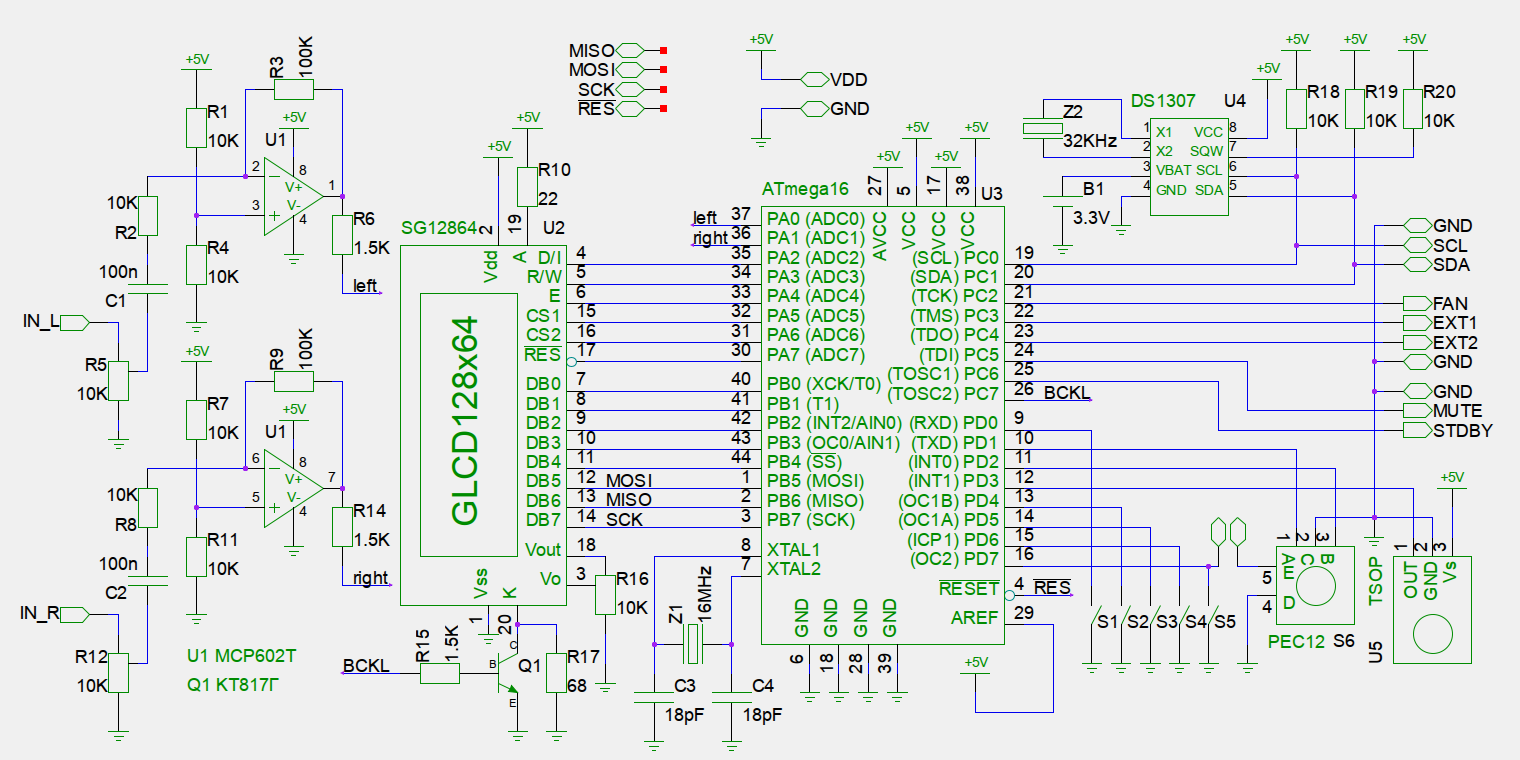 +5V
R1
10K
R3
100K
+5V
U1
2
3
8
V+
V-
4
1
10K
R2
R4
10K
R6
1.5K
100n
C1
left
IN_L
R5
10K
+5V
R9
100K
R7
10K
+5V
U1
6
5
8
V+
V-
4
7
10K
R8
R11
10K
R14
1.5K
100n
C2
right
IN_R
R12
10K
U1 MCP602T
Q1 КТ817Г
MISO
MOSI
SCK
RES
+5V
VDD
GND
+5V
+5V
R10
22
SG12864
2
19
U2
Vdd
A
GLCD128x64
D/I 4
R/W 5
E 6
CS1 15
CS2 16
RES 17
DB0 7
DB1 8
DB2 9
DB3 10
DB4 11
DB5 12 MOSI
DB6 13 MISO
DB7 14 SCK
Vout 18
Vo 3
Vss
K
1
20
R16
10K
BCKL
R15
1.5K
B
C
E
Q1
R17
68
Z1
16MHz
C3
18pF
C4
18pF
+5V
+5V
+5V
+5V
27
5
17
38
ATmega16
U3
AVCC
VCC
VCC
VCC
left 37 PA0 (ADC0)
right 36 PA1 (ADC1)
35 PA2 (ADC2)
34 PA3 (ADC3)
33 PA4 (ADC4)
32 PA5 (ADC5)
31 PA6 (ADC6)
30 PA7 (ADC7)
40 PB0 (XCK/T0)
41 PB1 (T1)
42 PB2 (INT2/AIN0)
43 PB3 (OC0/AIN1)
44 PB4 (SS)
1 PB5 (MOSI)
2 PB6 (MISO)
3 PB7 (SCK)
8 XTAL1
7 XTAL2
(SCL) PC0 19
(SDA) PC1 20
(TCK) PC2 21
(TMS) PC3 22
(TDO) PC4 23
(TDI) PC5 24
(TOSC1) PC6 25
(TOSC2) PC7 26 BCKL
(RXD) PD0 9
(TXD) PD1 10
(INT0) PD2 11
(INT1) PD3 12
(OC1B) PD4 13
(OC1A) PD5 14
(ICP1) PD6 15
(OC2) PD7 16
RESET 4 RES
AREF 29
GND
GND
GND
GND
6
18
28
39
+5V
DS1307
U4
Z2
32KHz
1 X1
2 X2
3 VBAT
4 GND
VCC 8
SQW 7
SCL 6
SDA 5
B1
3.3V
+5V
+5V
+5V
+5V
R18
10K
R19
10K
R20
10K
GND
SCL
SDA
FAN
EXT1
EXT2
GND
GND
MUTE
STDBY
S1
S2
S3
S4
S5
1
2
3
A
C
B
5
E
4
D
PEC12
S6
+5V
1
2
3
TSOP
OUT
GND
Vs
U5